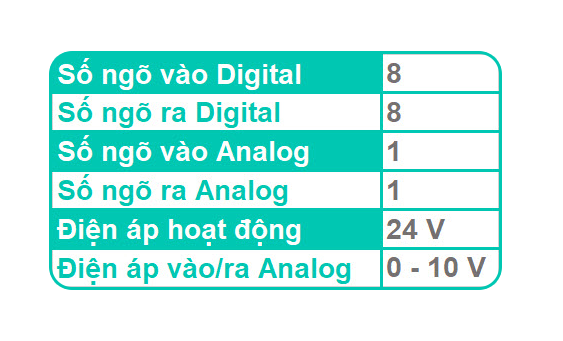 Số ngõ vào Digital 8
Số ngõ ra Digital 8
Số ngõ vào Analog 1
Số ngõ ra Analog 1
Điện áp hoạt động 24 V
Điện áp vào/ra Analog 0 - 10 V